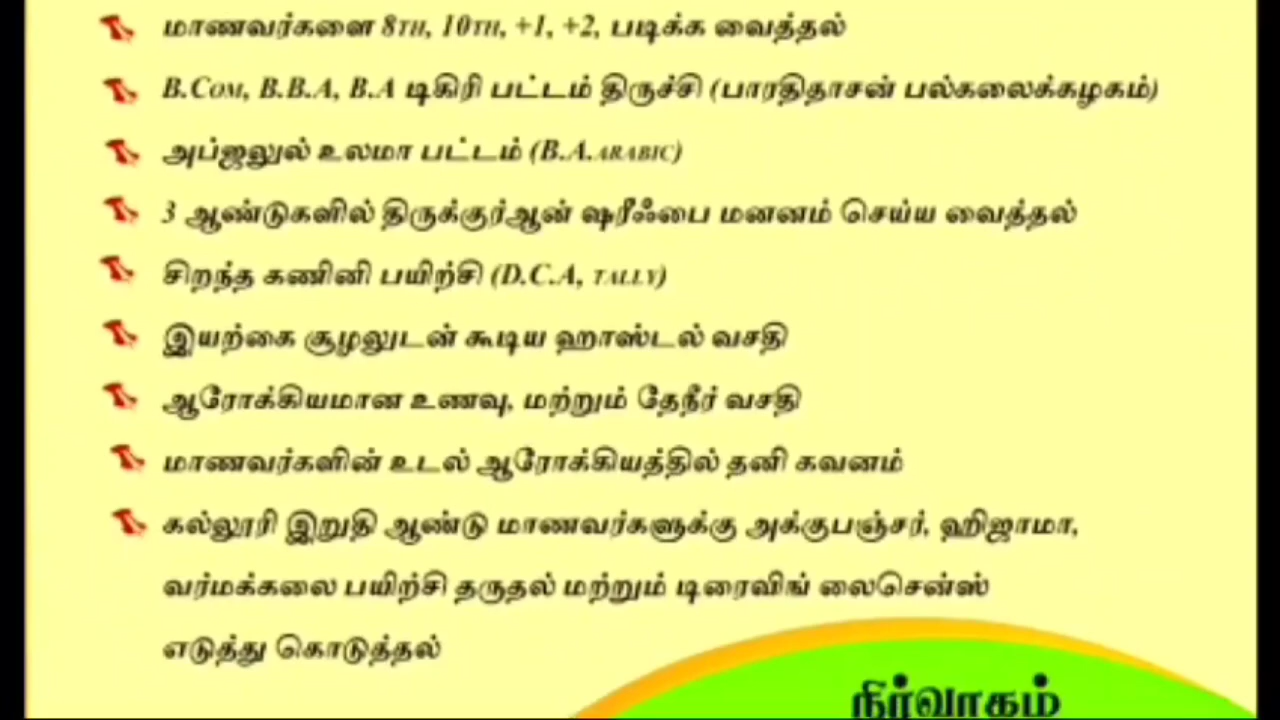 மாணவர்களை 8TH, 10TH, +1, +2, படிக்க வைத்தல்
B.COM, B.B.A, B.A டிகிரி பட்டம் திருச்சி (பாரதிதாசன் பல்கலைக்கழகம்)
அப்ஜலுல் உலமா பட்டம் (B.A.ARABIC)
3 ஆண்டுகளில் திருக்குர்ஆன் ஷரீஃபை மனனம் செய்ய வைத்தல்
சிறந்த கணினி பயிற்சி (D.C.A, TALLY)
இயற்கை சூழலுடன் கூடிய ஹாஸ்டல் வசதி
ஆரோக்கியமான உணவு, மற்றும் தேநீர் வசதி
மாணவர்களின் உடல் ஆரோக்கியத்தில் தனி கவனம்
கல்லூரி இறுதி ஆண்டு மாணவர்களுக்கு அக்குபஞ்சர், ஹிஜாமா,
வர்மக்கலை பயிற்சி தருதல் மற்றும் டிரைவிங் லைசென்ஸ்
எடுத்து கொடுத்தல்
நிர்வாகம்